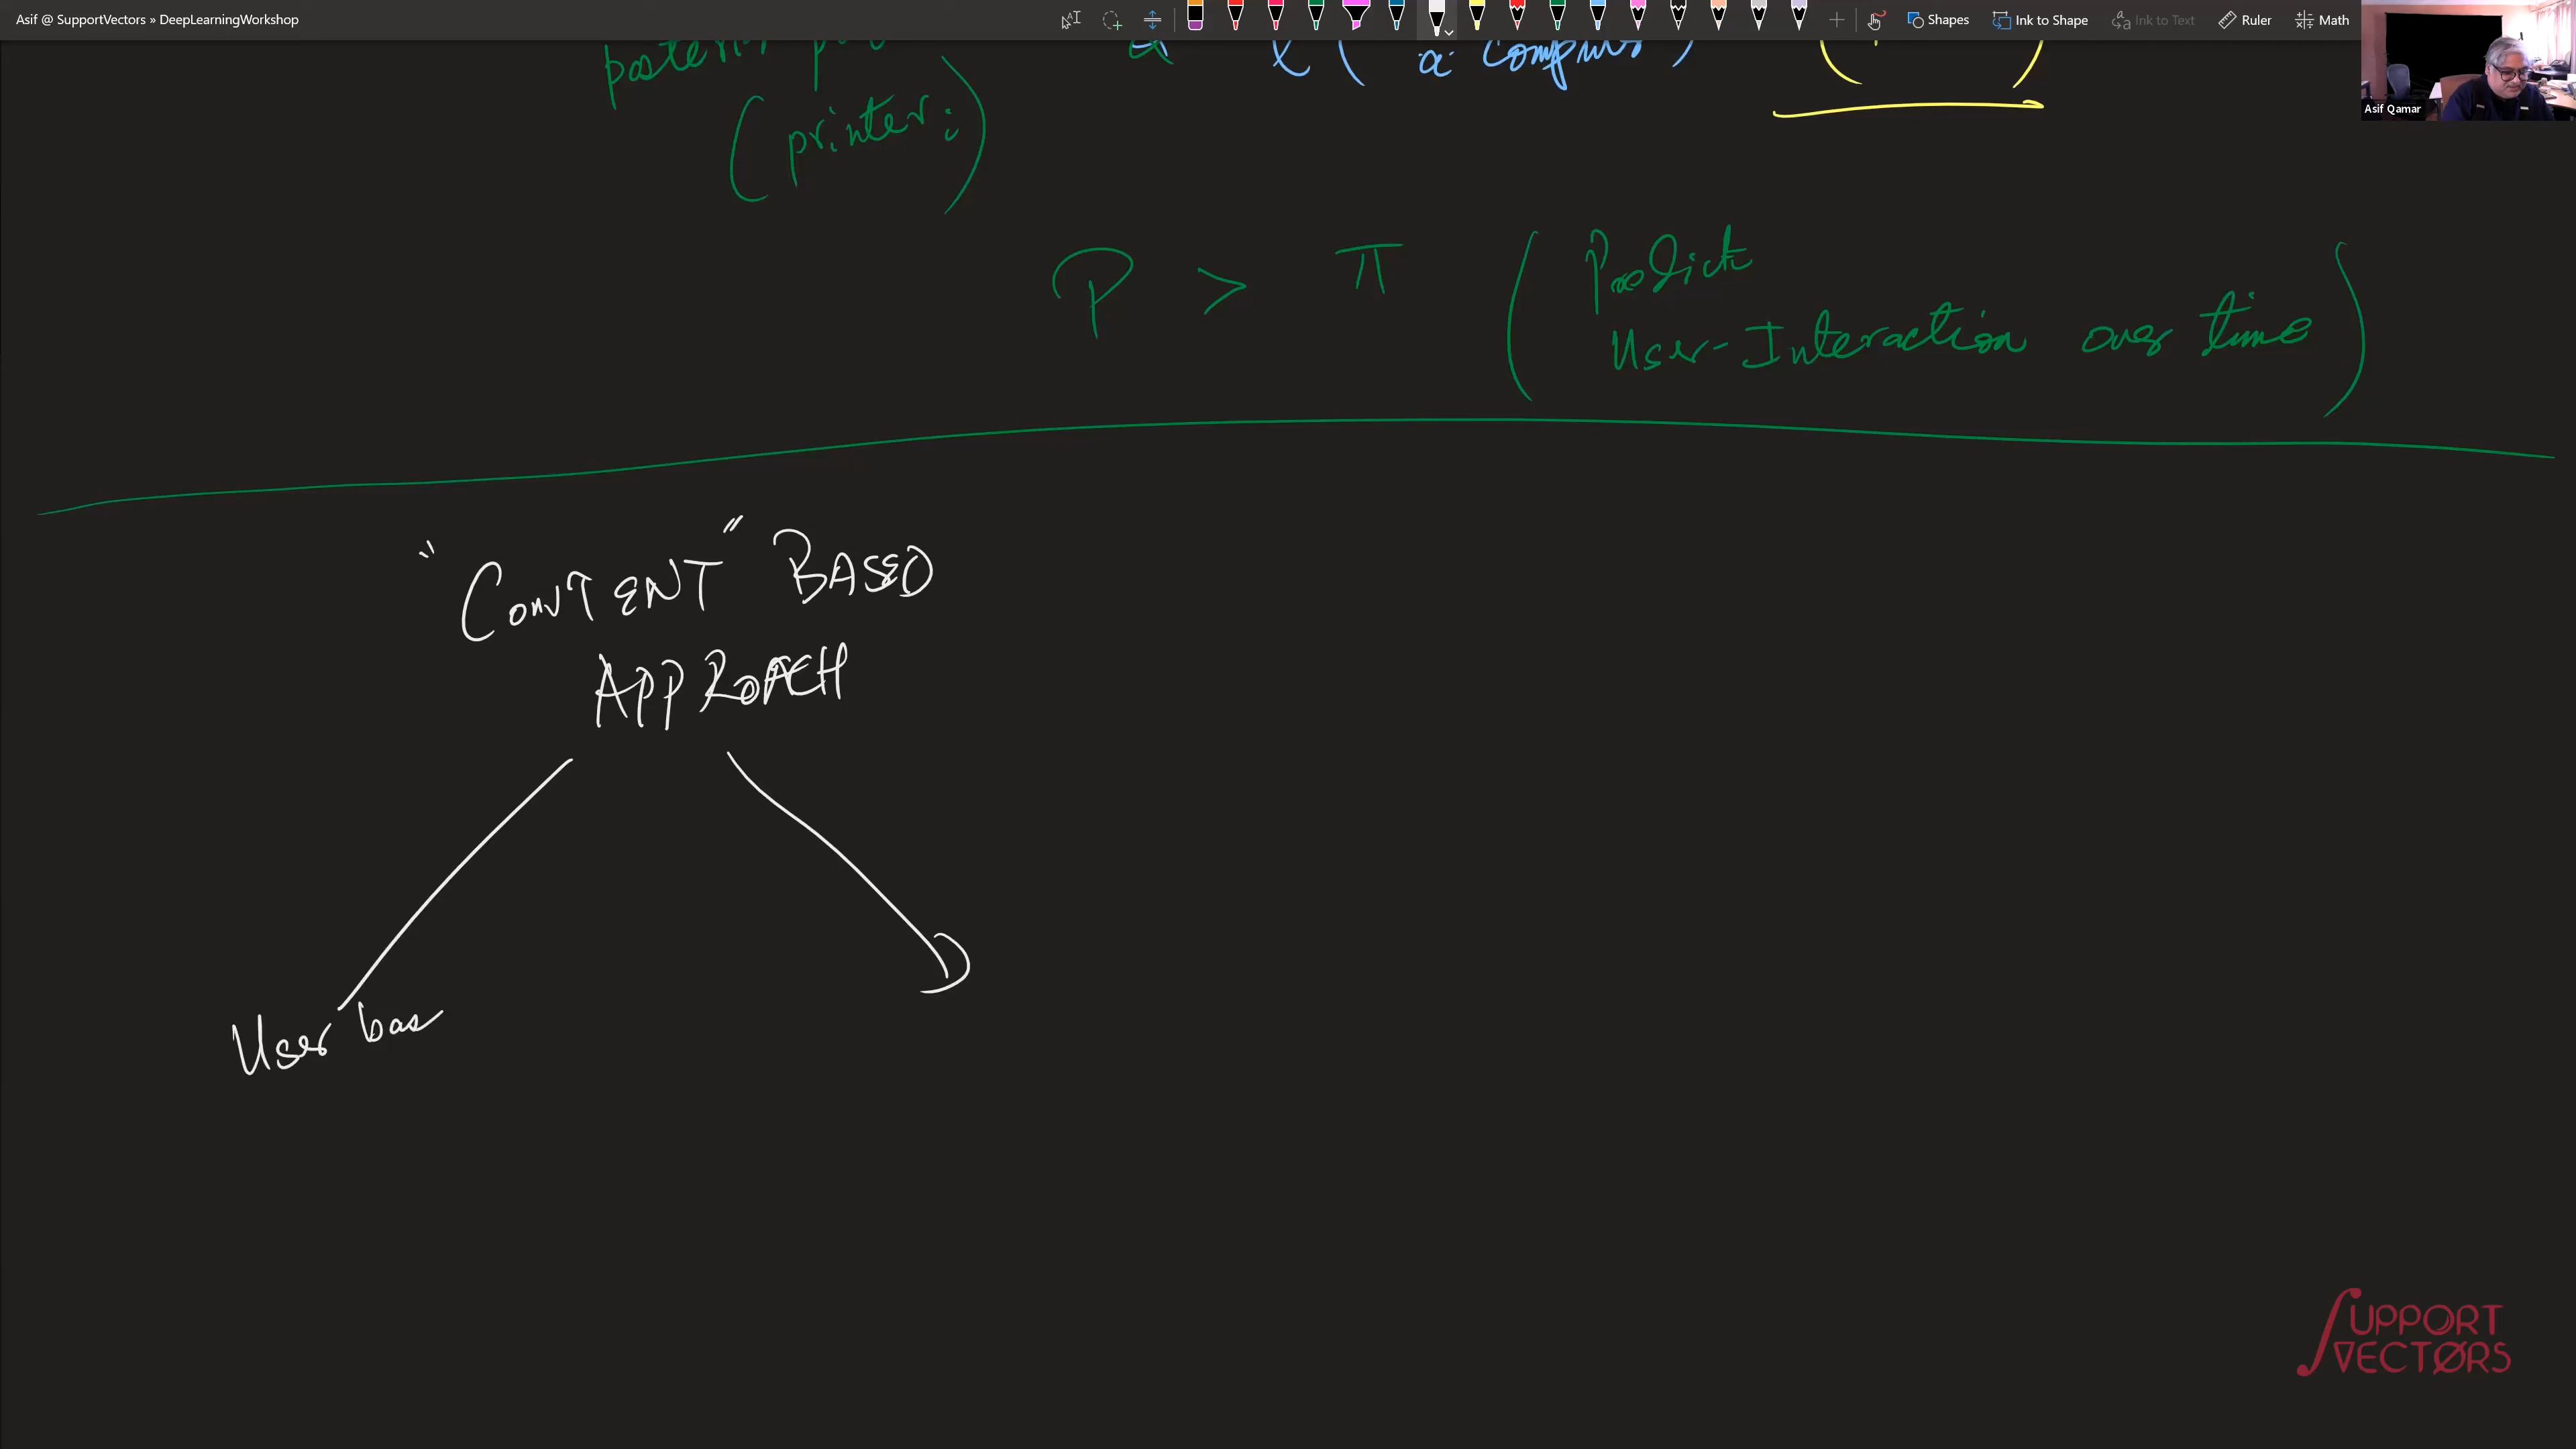 Asif @ SupportVectors » DeepLearningWorkshop
Shapes
Ink to Shape
Ink to Text
Ruler
Math
Asif Qamar
(printer:)
P > π (Predict
User-Interaction over time)
"CONTENT" BASED
APPROACH
User bas
SUPPORT
VECTORS